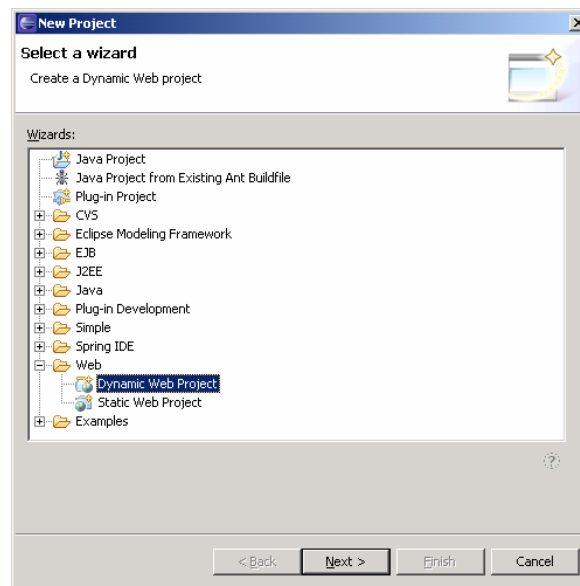 New Project
Select a wizard
Create a Dynamic Web project
Wizards:
Java Project
Java Project from Existing Ant Buildfile
Plug-in Project
CVS
Eclipse Modeling Framework
EJB
J2EE
Java
Plug-in Development
Simple
Spring IDE
Web
Dynamic Web Project
Static Web Project
Examples
?
< Back Next > Finish Cancel